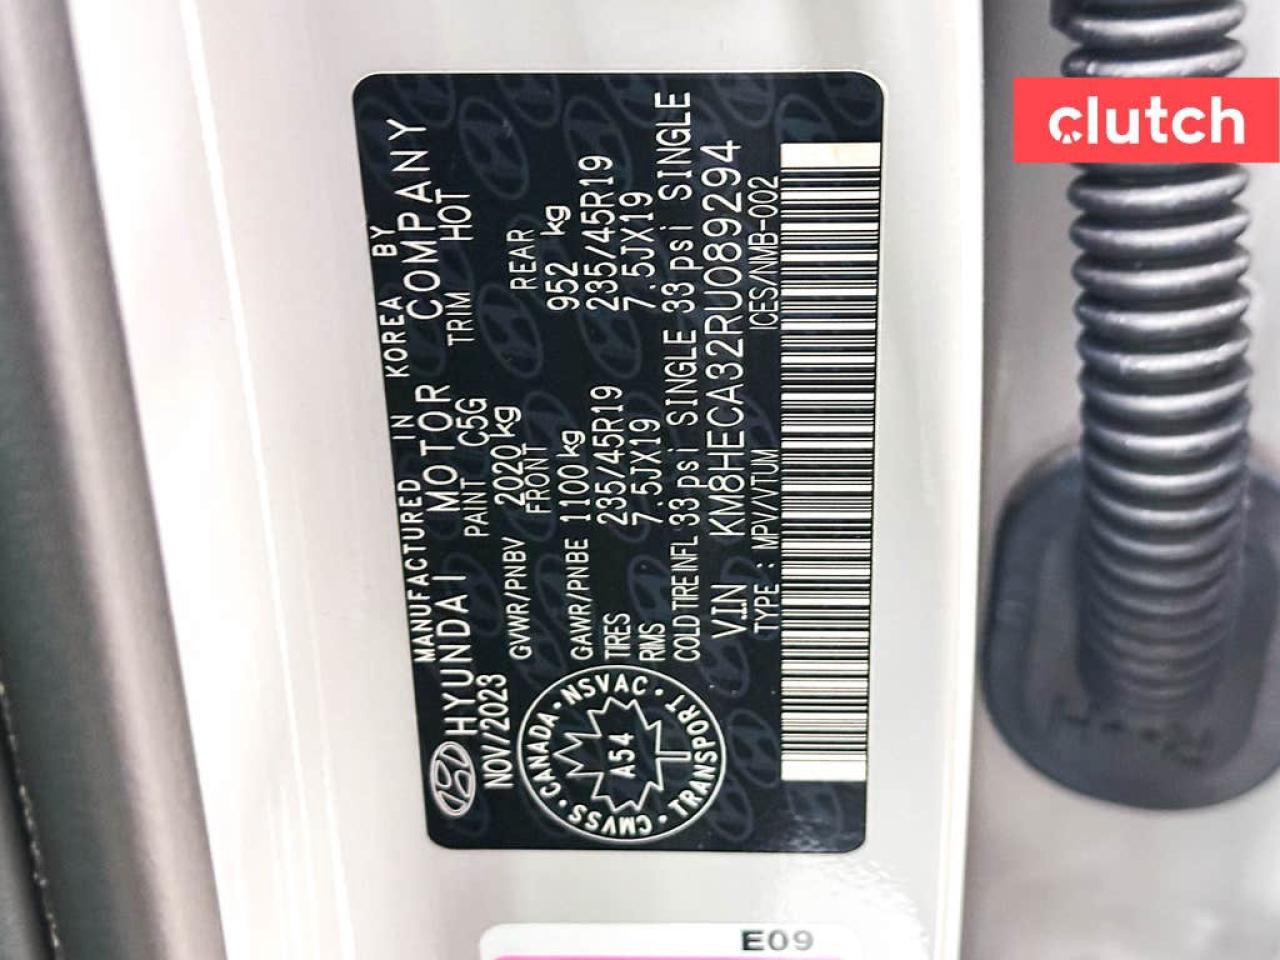 clutch
MANUFACTURED IN KOREA BY
HYUNDAI MOTOR COMPANY
NOV/2023 PAINT C5G TRIM HOT
GVWR/PNBV 2020kg
FRONT REAR
GAWR/PNBE 1100kg 952 kg
TIRES 235/45R19 235/45R19
RIMS 7.5JX19 7.5JX19
COLD TIRE INFL 33 psi SINGLE 33 psi SINGLE
VIN KM8HECA32RU089294
TYPE : MPV/VTUM ICES/NMB-002
CANADA • NSVAC • TRANSPORT • CMVSS •
A54
E09